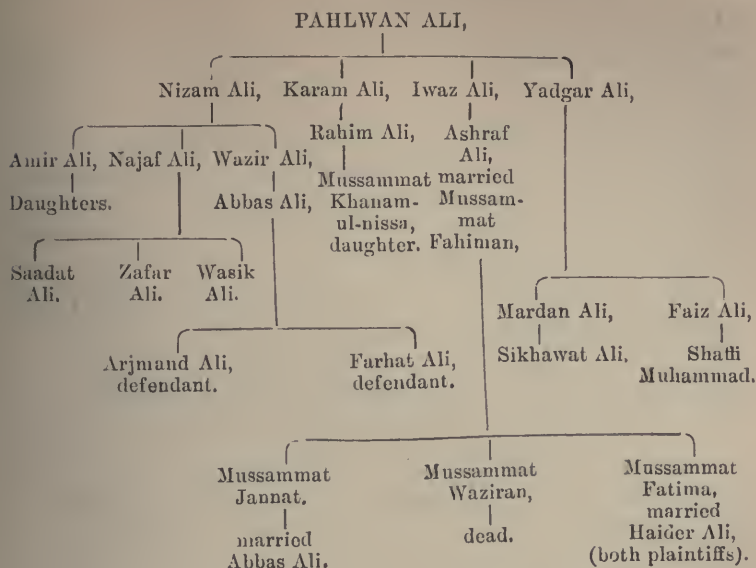 PAHLWAN ALI,
Nizam Ali, Karam Ali, Iwaz Ali, Yadgar Ali,
Amir Ali, Najaf Ali, Wazir Ali,
Rahim Ali,
Ashraf
Ali,
married
Mussam-
mat
Fahiman,
Daughters.
Abbas Ali,
Mussammat
Khanam-
ul-nissa,
daughter.
Saadat
Ali.
Zafar
Ali.
Wasik
Ali.
Mardan Ali,
Faiz Ali,
Sikhawat Ali.
Shaffi
Muhammad.
Arjmand Ali,
defendant.
Farhat Ali,
defendant.
Mussammat
Jannat.
married
Abbas Ali.
Mussammat
Waziran,
dead.
Mussammat
Fatima,
married
Haider Ali,
(both plaintiffs).